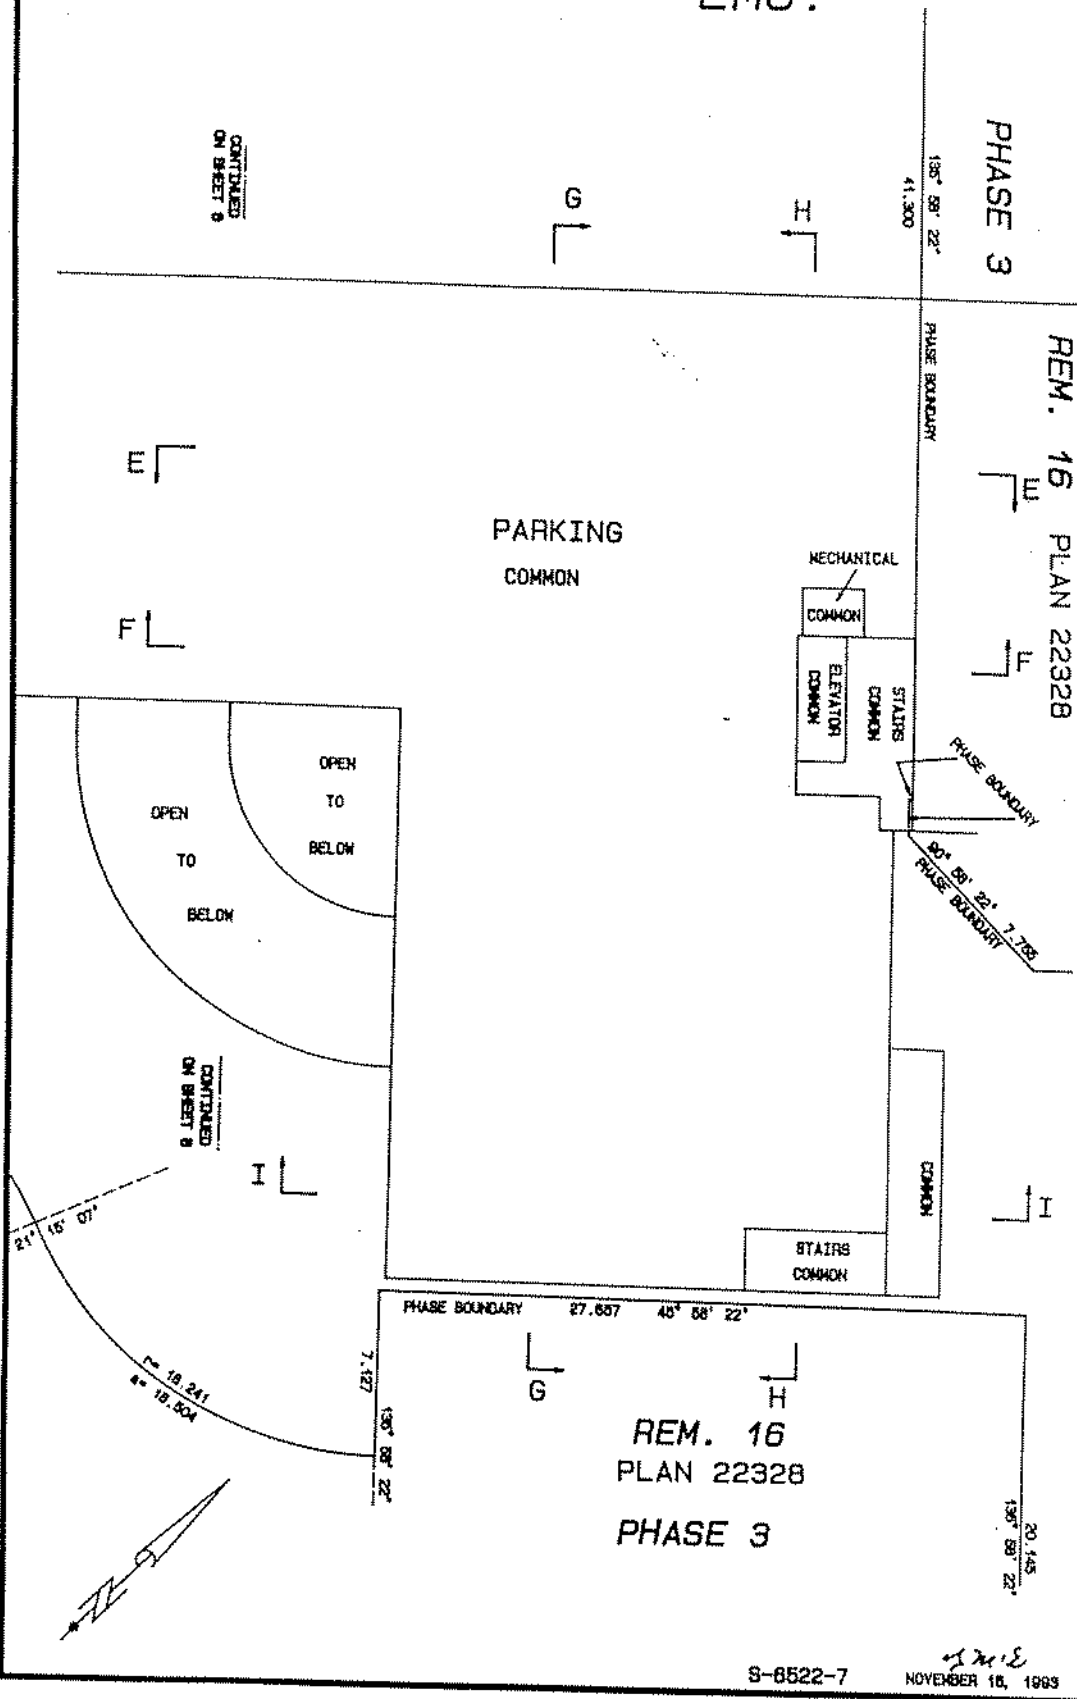 PHASE 3
135° 58' 22"
41.300
CONTINUED
ON SHEET 8
G
H
PHASE BOUNDARY
REM. 16 PLAN 22328
E
E
PARKING
COMMON
MECHANICAL
COMMON
F
F
ELEVATOR
COMMON
STAIRS
COMMON
PHASE BOUNDARY
OPEN
TO
BELOW
OPEN
TO
BELOW
90° 58' 22" 7.755
PHASE BOUNDARY
CONTINUED
ON SHEET 8
I
I
COMMON
21° 15' 07"
STAIRS
COMMON
PHASE BOUNDARY 27.657 45° 58' 22"
7.127
135° 58' 22"
r= 18.241
a= 18.504
G
H
REM. 16
PLAN 22328
PHASE 3
20.145
135° 58' 22"
N
S-6522-7
NOVEMBER 15, 1993